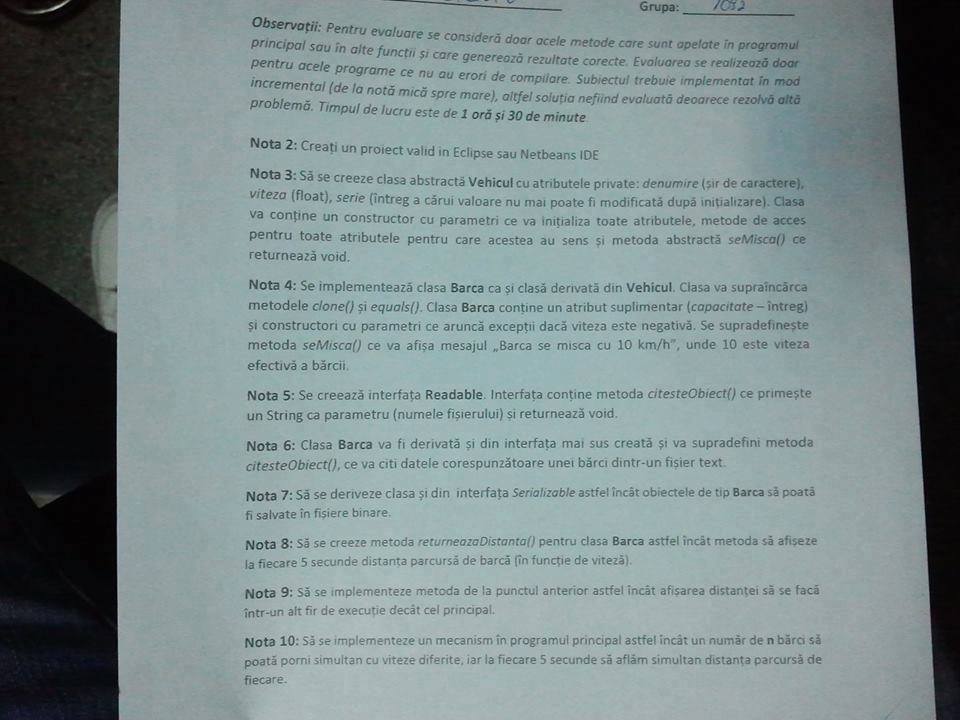 Grupa:
Observații: Pentru evaluare se consideră doar acele metode care sunt apelate în programul
principal sau în alte funcții și care generează rezultate corecte. Evaluarea se realizează doar
pentru acele programe ce nu au erori de compilare. Subiectul trebuie implementat în mod
incremental (de la notă mică spre mare), altfel soluția nefiind evaluată deoarece rezolvă altă
problemă. Timpul de lucru este de 1 oră și 30 de minute.
Nota 2: Creați un proiect valid in Eclipse sau Netbeans IDE
Nota 3: Să se creeze clasa abstractă Vehicul cu atributele private: denumire (șir de caractere),
viteza (float), serie (întreg a cărui valoare nu mai poate fi modificată după inițializare). Clasa
va conține un constructor cu parametri ce va inițializa toate atributele, metode de acces
pentru toate atributele pentru care acestea au sens și metoda abstractă seMisca() ce
returnează void.
Nota 4: Se implementează clasa Barca ca și clasă derivată din Vehicul. Clasa va supraîncărca
metodele clone() și equals(). Clasa Barca conține un atribut suplimentar (capacitate – întreg)
și constructori cu parametri ce aruncă excepții dacă viteza este negativă. Se supradefinește
metoda seMisca() ce va afișa mesajul „Barca se misca cu 10 km/h”, unde 10 este viteza
efectivă a bărcii.
Nota 5: Se creează interfața Readable. Interfața conține metoda citesteObiect() ce primește
un String ca parametru (numele fișierului) și returnează void.
Nota 6: Clasa Barca va fi derivată și din interfața mai sus creată și va supradefini metoda
citesteObiect(), ce va citi datele corespunzătoare unei bărci dintr-un fișier text.
Nota 7: Să se deriveze clasa și din interfața Serializable astfel încât obiectele de tip Barca să poată
fi salvate în fișiere binare.
Nota 8: Să se creeze metoda returneazaDistanta() pentru clasa Barca astfel încât metoda să afișeze
la fiecare 5 secunde distanța parcursă de barcă (în funcție de viteză).
Nota 9: Să se implementeze metoda de la punctul anterior astfel încât afișarea distanței să se facă
într-un alt fir de execuție decât cel principal.
Nota 10: Să se implementeze un mecanism în programul principal astfel încât un număr de n bărci să
poată porni simultan cu viteze diferite, iar la fiecare 5 secunde să aflăm simultan distanța parcursă de
fiecare.